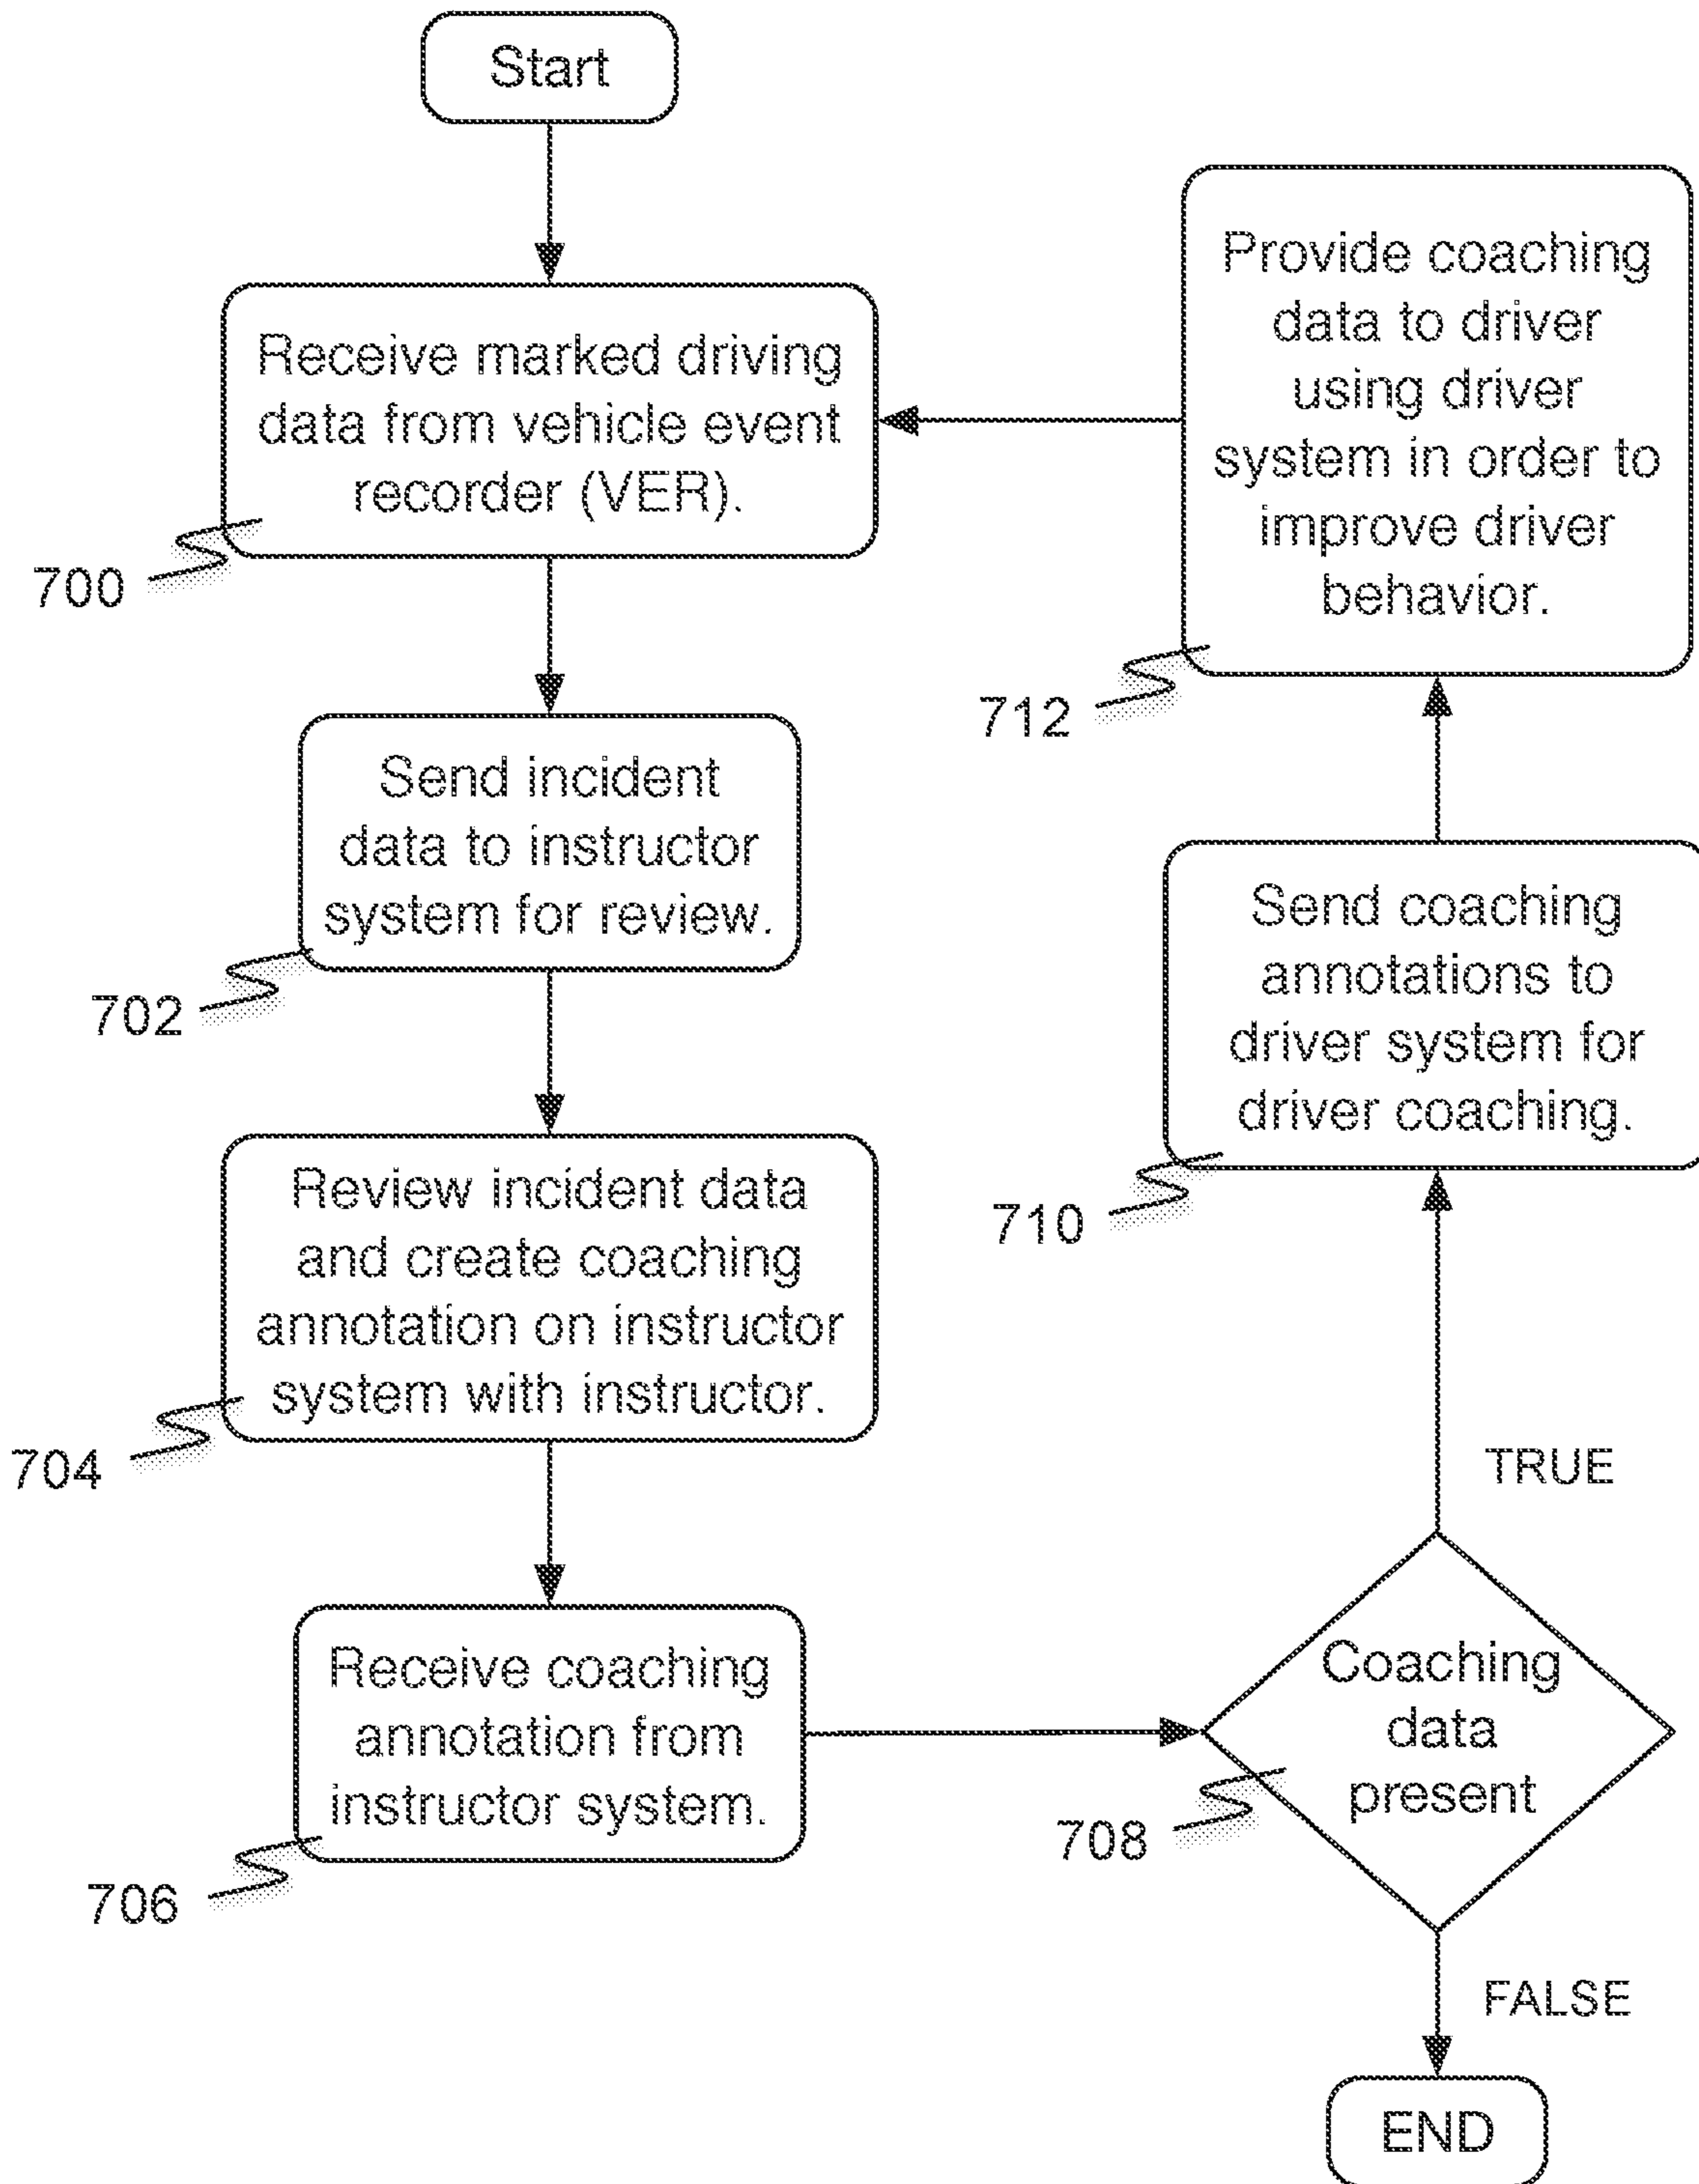 Start
Receive marked driving
data from vehicle event
recorder (VER).
700
Send incident
data to instructor
system for review.
702
Review incident data
and create coaching
annotation on instructor
system with instructor.
704
Receive coaching
annotation from
instructor system.
706
Coaching
data
present
708
TRUE
FALSE
END
Send coaching
annotations to
driver system for
driver coaching.
710
Provide coaching
data to driver
using driver
system in order to
improve driver
behavior.
712